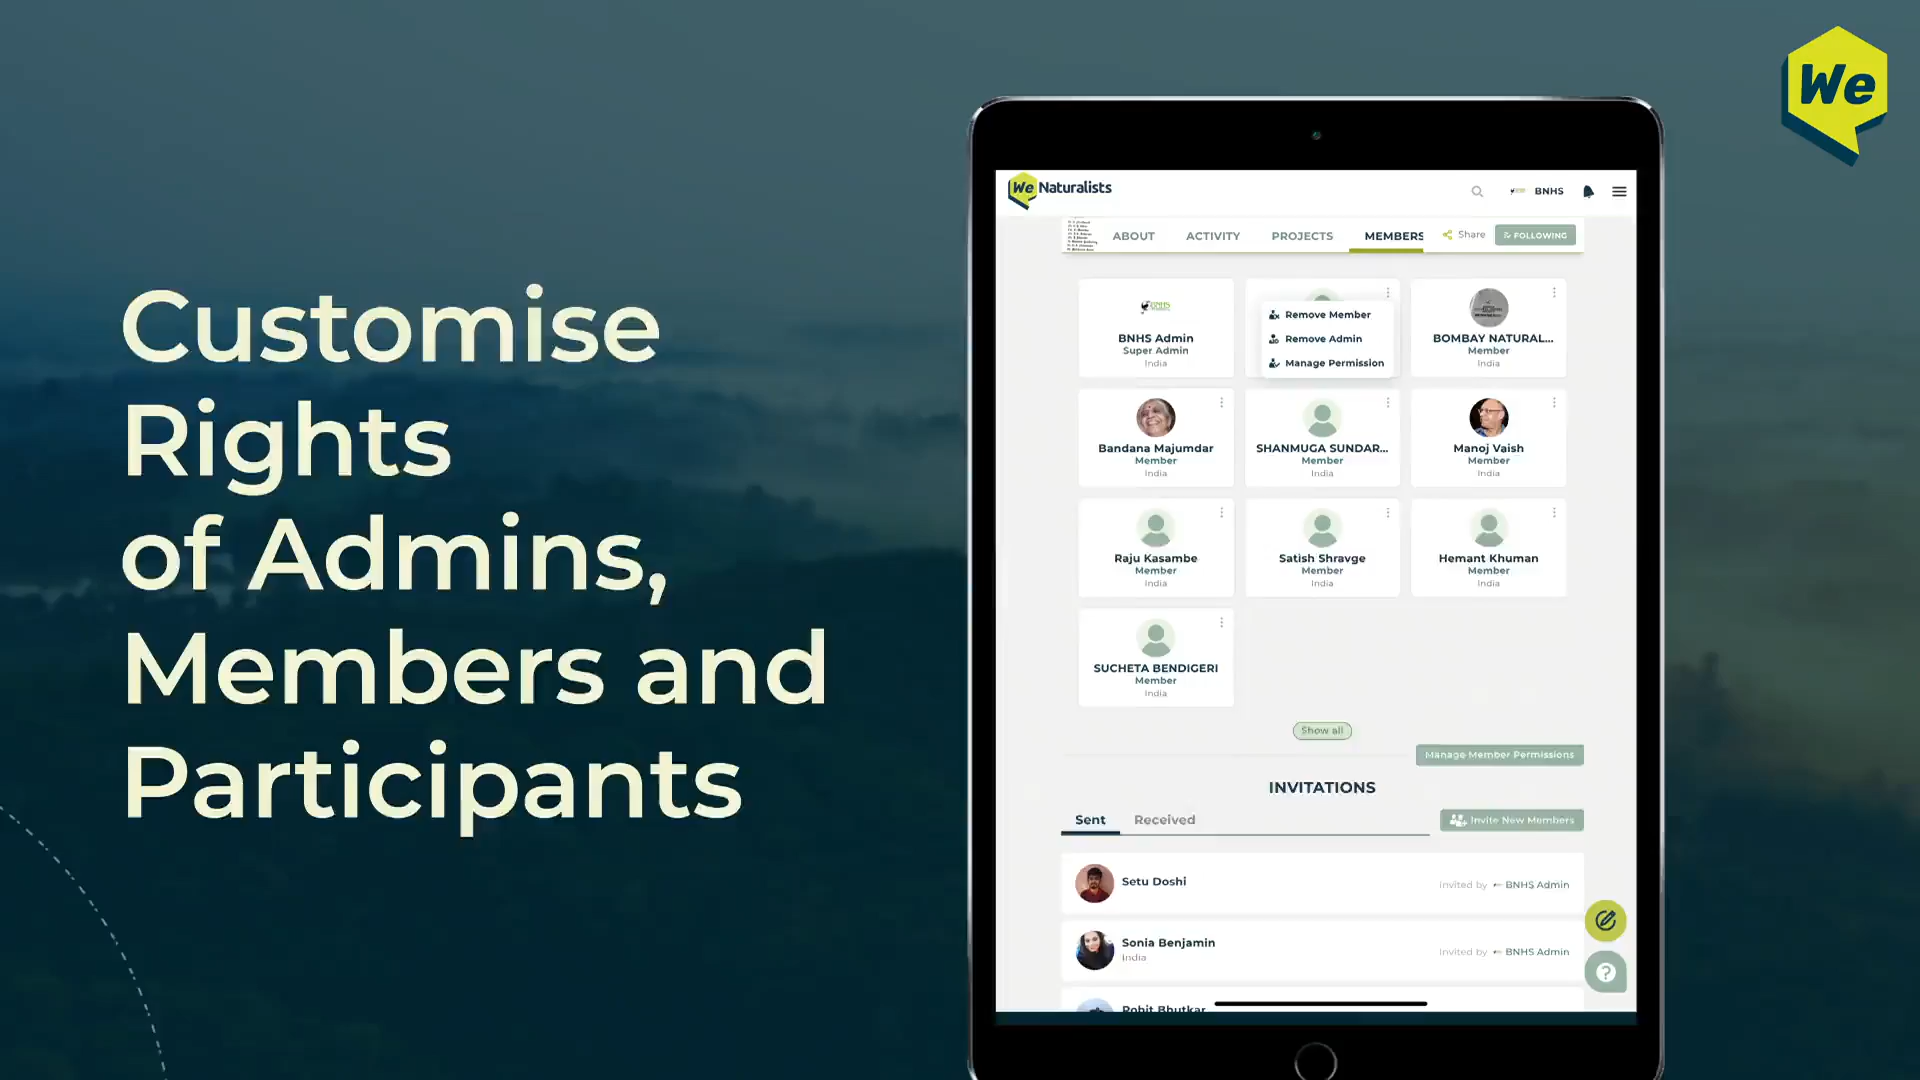 We
Customise
Rights
of Admins,
Members and
Participants
We Naturalists
BNHS
ABOUT
ACTIVITY
PROJECTS
MEMBERS
Share
FOLLOWING
BNHS
BNHS Admin
Super Admin
India
Remove Member
Remove Admin
Manage Permission
BOMBAY NATURAL...
Member
India
Bandana Majumdar
Member
India
SHANMUGA SUNDAR...
Member
India
Manoj Vaish
Member
India
Raju Kasambe
Member
India
Satish Shravge
Member
India
Hemant Khuman
Member
India
SUCHETA BENDIGERI
Member
India
Show all
Manage Member Permissions
INVITATIONS
Sent
Received
Invite New Members
Setu Doshi
Invited by BNHS Admin
Sonia Benjamin
India
Invited by BNHS Admin
Rohit Bhutkar